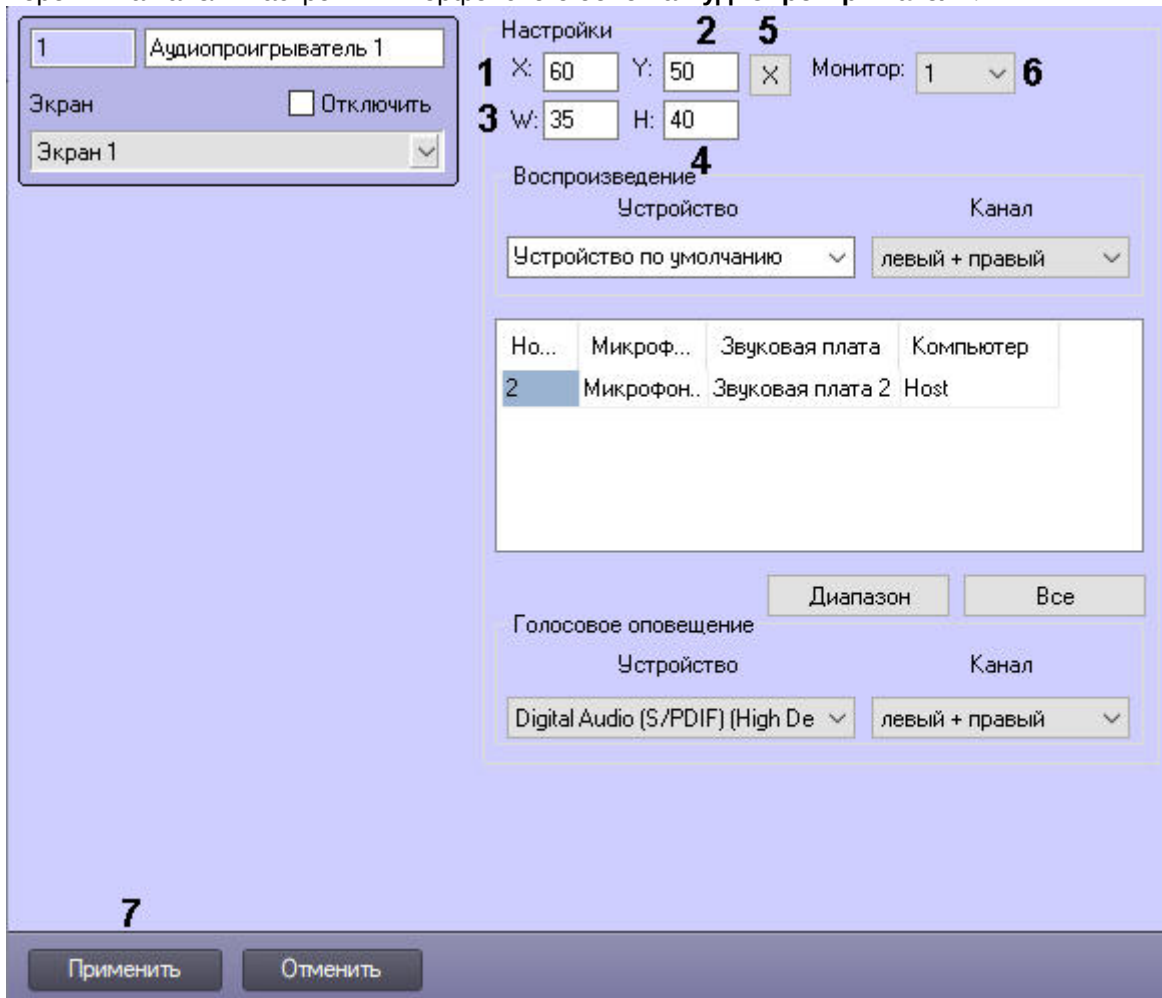 1 Аудиопроигрыватель 1
Экран Отключить
Экран 1
Настройки 2 5
1 X: 60 Y: 50 X Монитор: 1 6
3 W: 35 H: 40
4
Воспроизведение
Устройство Канал
Устройство по умолчанию левый + правый
Но... Микроф... Звуковая плата Компьютер
2 Микрофон.. Звуковая плата 2 Host
Диапазон Все
Голосовое оповещение
Устройство Канал
Digital Audio (S/PDIF) (High De левый + правый
7
Применить Отменить